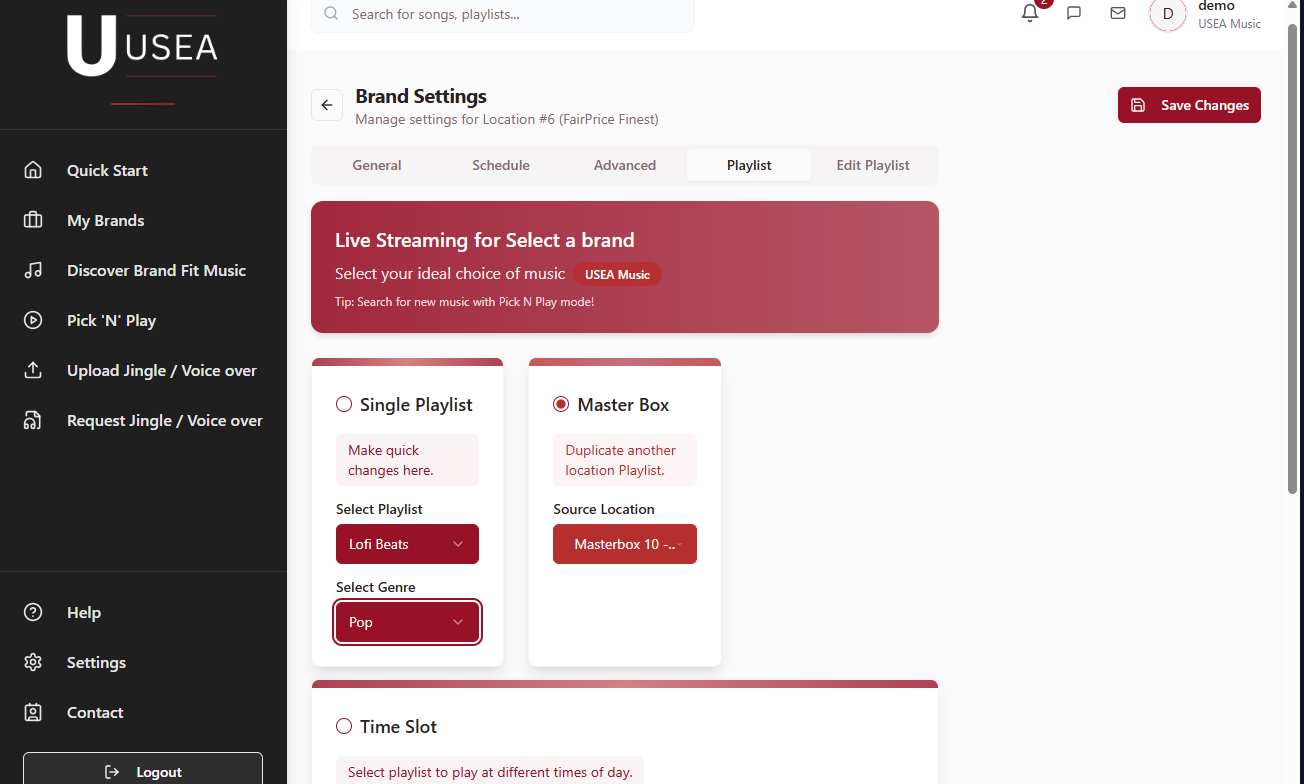 U USEA
Search for songs, playlists...
2
D
demo
USEA Music
Quick Start
My Brands
Discover Brand Fit Music
Pick 'N' Play
Upload Jingle / Voice over
Request Jingle / Voice over
Help
Settings
Contact
Logout
Brand Settings
Manage settings for Location #6 (FairPrice Finest)
Save Changes
General Schedule Advanced Playlist Edit Playlist
Live Streaming for Select a brand
Select your ideal choice of music USEA Music
Tip: Search for new music with Pick N Play mode!
Single Playlist
Make quick
changes here.
Select Playlist
Lofi Beats
Select Genre
Pop
Master Box
Duplicate another
location Playlist.
Source Location
Masterbox 10 -..
Time Slot
Select playlist to play at different times of day.